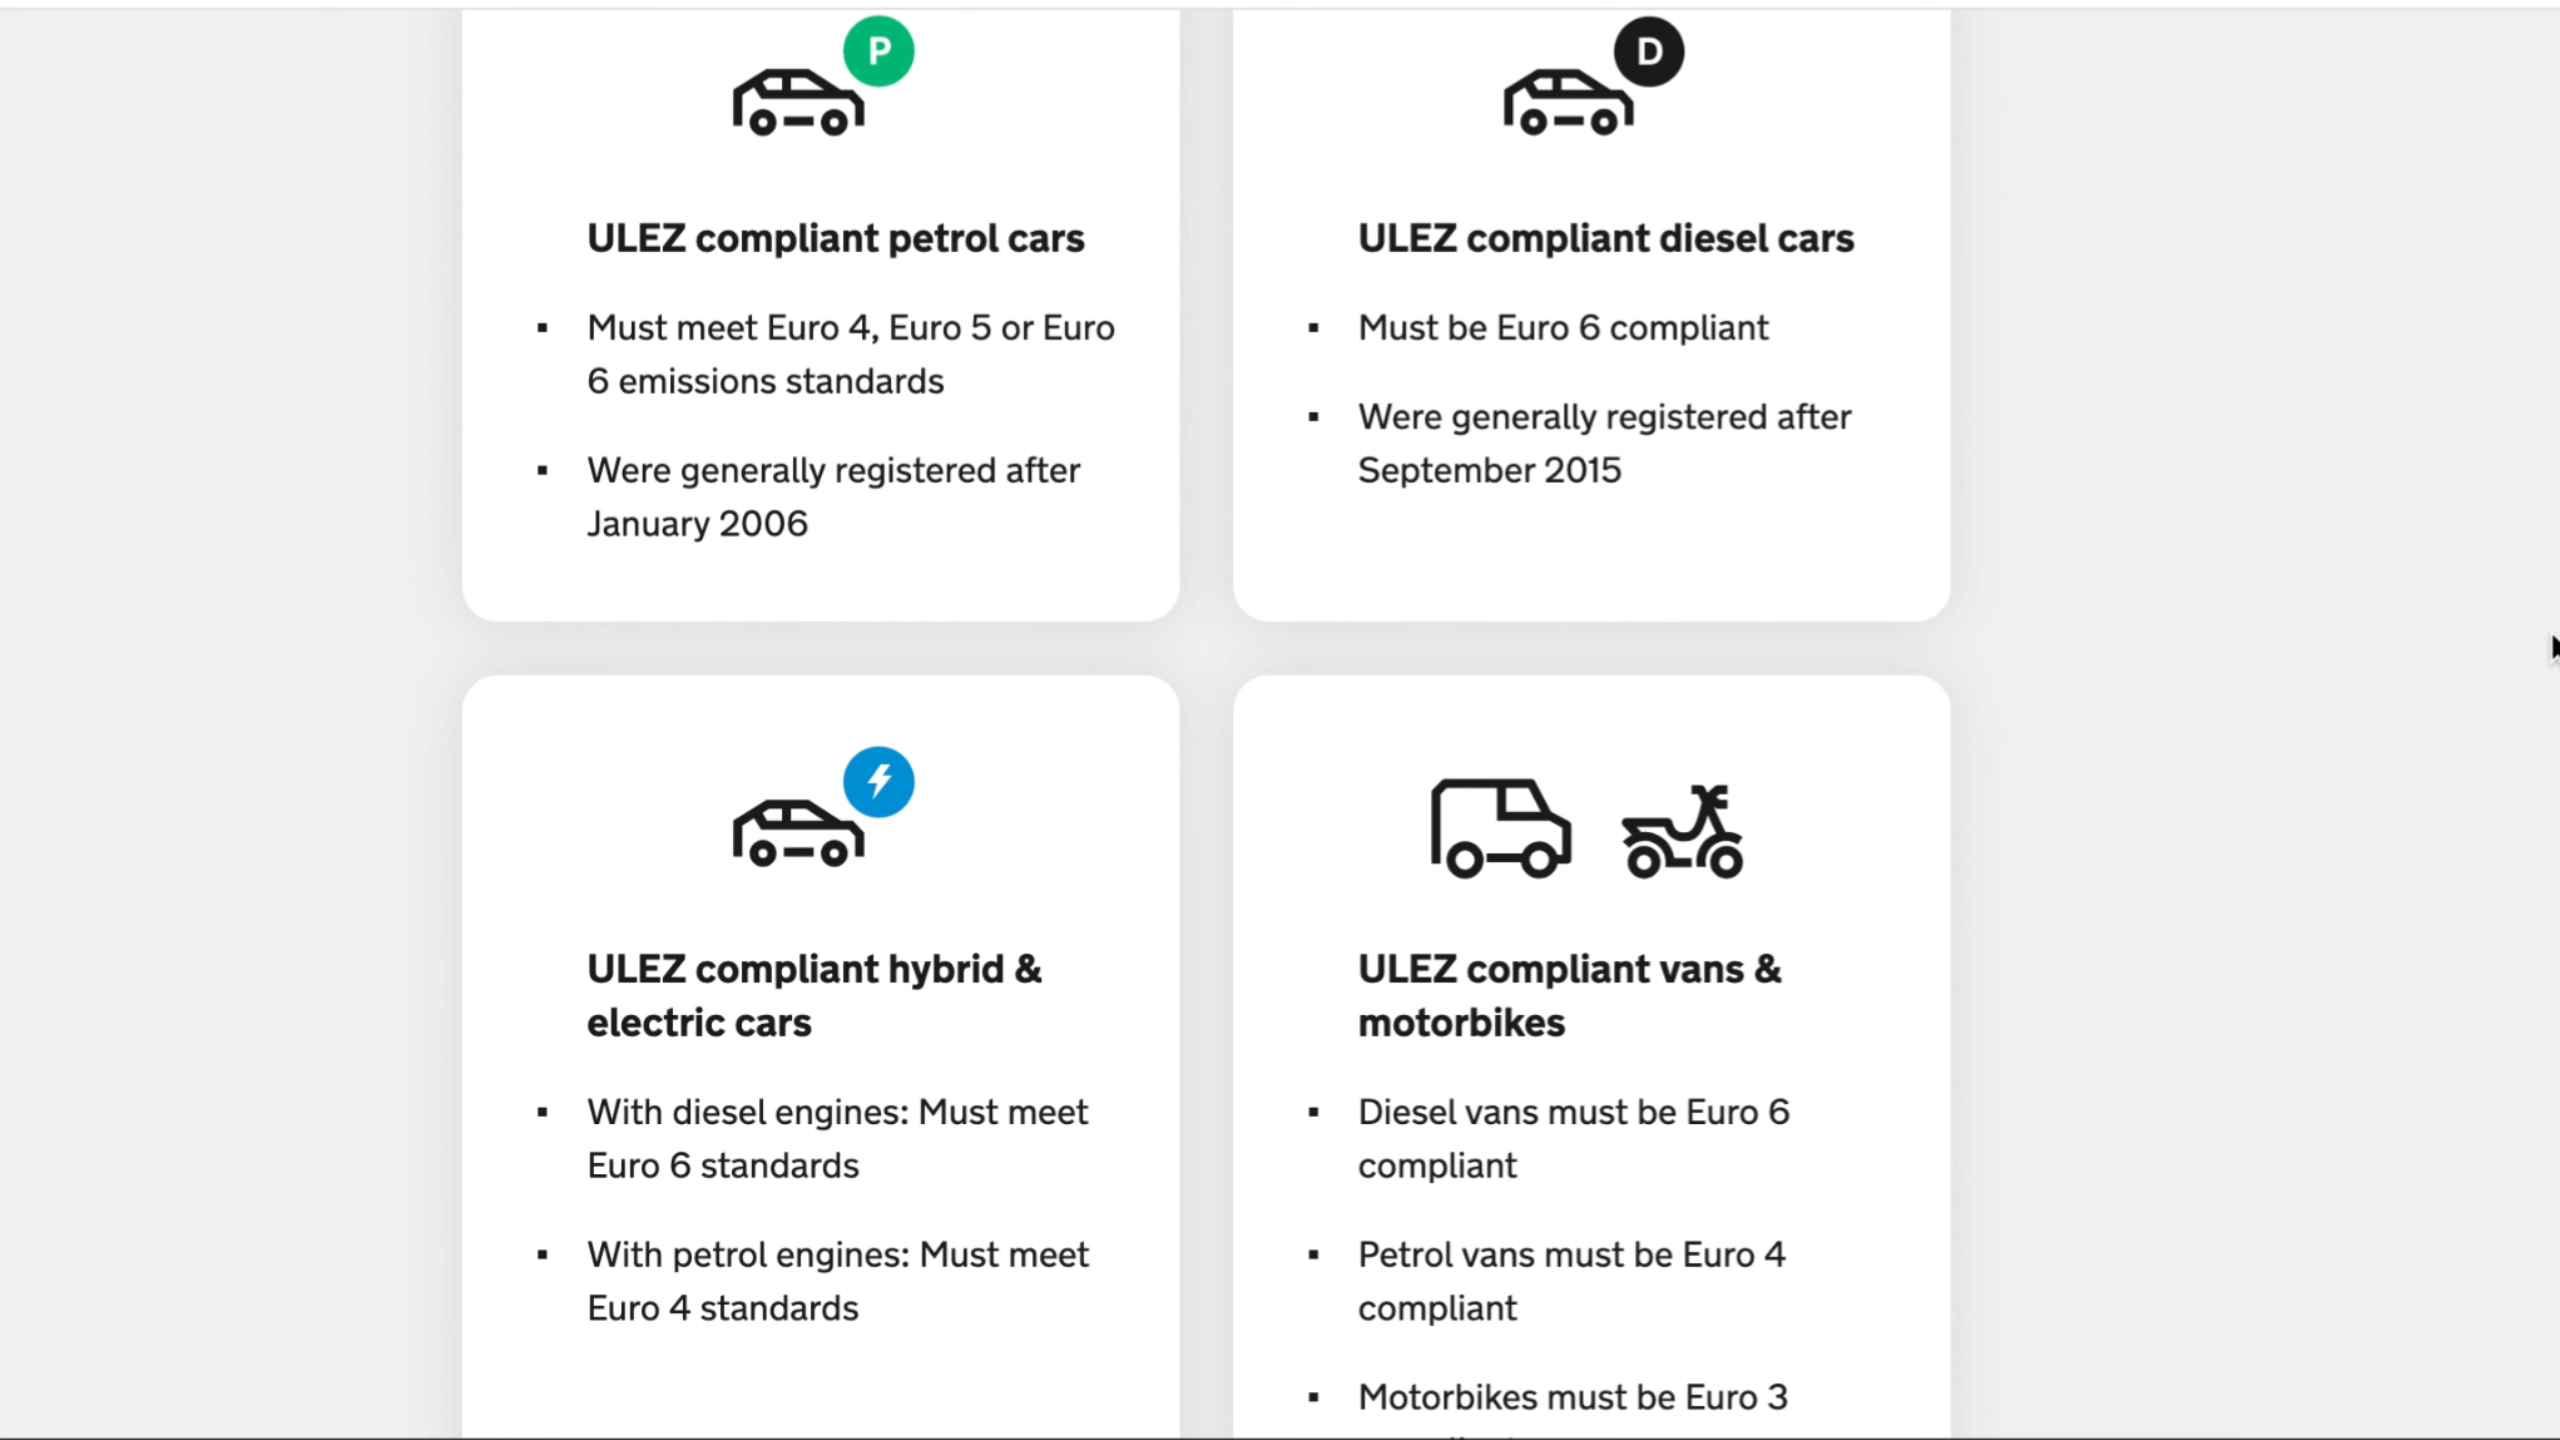 P
ULEZ compliant petrol cars
▪ Must meet Euro 4, Euro 5 or Euro
6 emissions standards
▪ Were generally registered after
January 2006
D
ULEZ compliant diesel cars
▪ Must be Euro 6 compliant
▪ Were generally registered after
September 2015
ULEZ compliant hybrid &
electric cars
▪ With diesel engines: Must meet
Euro 6 standards
▪ With petrol engines: Must meet
Euro 4 standards
ULEZ compliant vans &
motorbikes
▪ Diesel vans must be Euro 6
compliant
▪ Petrol vans must be Euro 4
compliant
▪ Motorbikes must be Euro 3